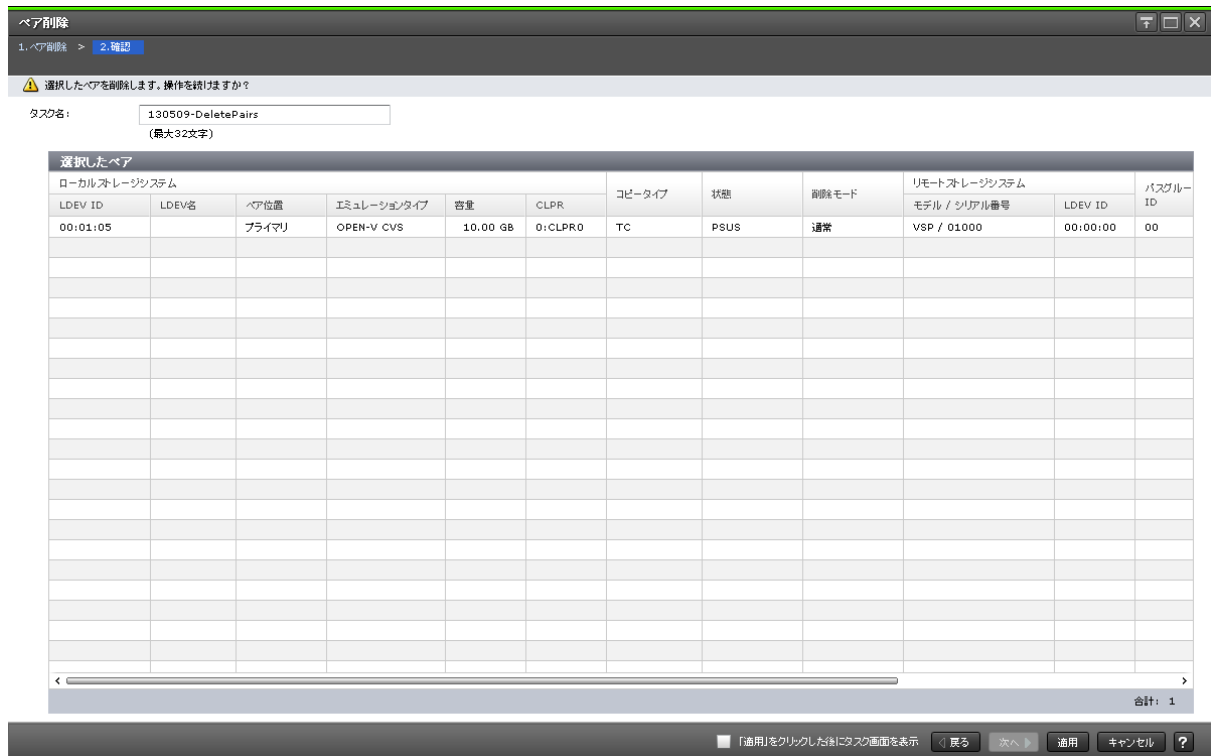 ペア削除
1.ペア削除 > 2.確認
選択したペアを削除します。操作を続けますか?
タスク名: 130509-DeletePairs
(最大32文字)
選択したペア
ローカルストレージシステム コピータイプ 状態 削除モード リモートストレージシステム パスグルー
LDEV ID LDEV名 ペア位置 エミュレーションタイプ 容量 CLPR モデル / シリアル番号 LDEV ID ID
00:01:05 プライマリ OPEN-V CVS 10.00 GB 0:CLPR0 TC PSUS 通常 VSP / 01000 00:00:00 00
合計: 1
「適用」をクリックした後にタスク画面を表示 戻る 次へ 適用 キャンセル ?